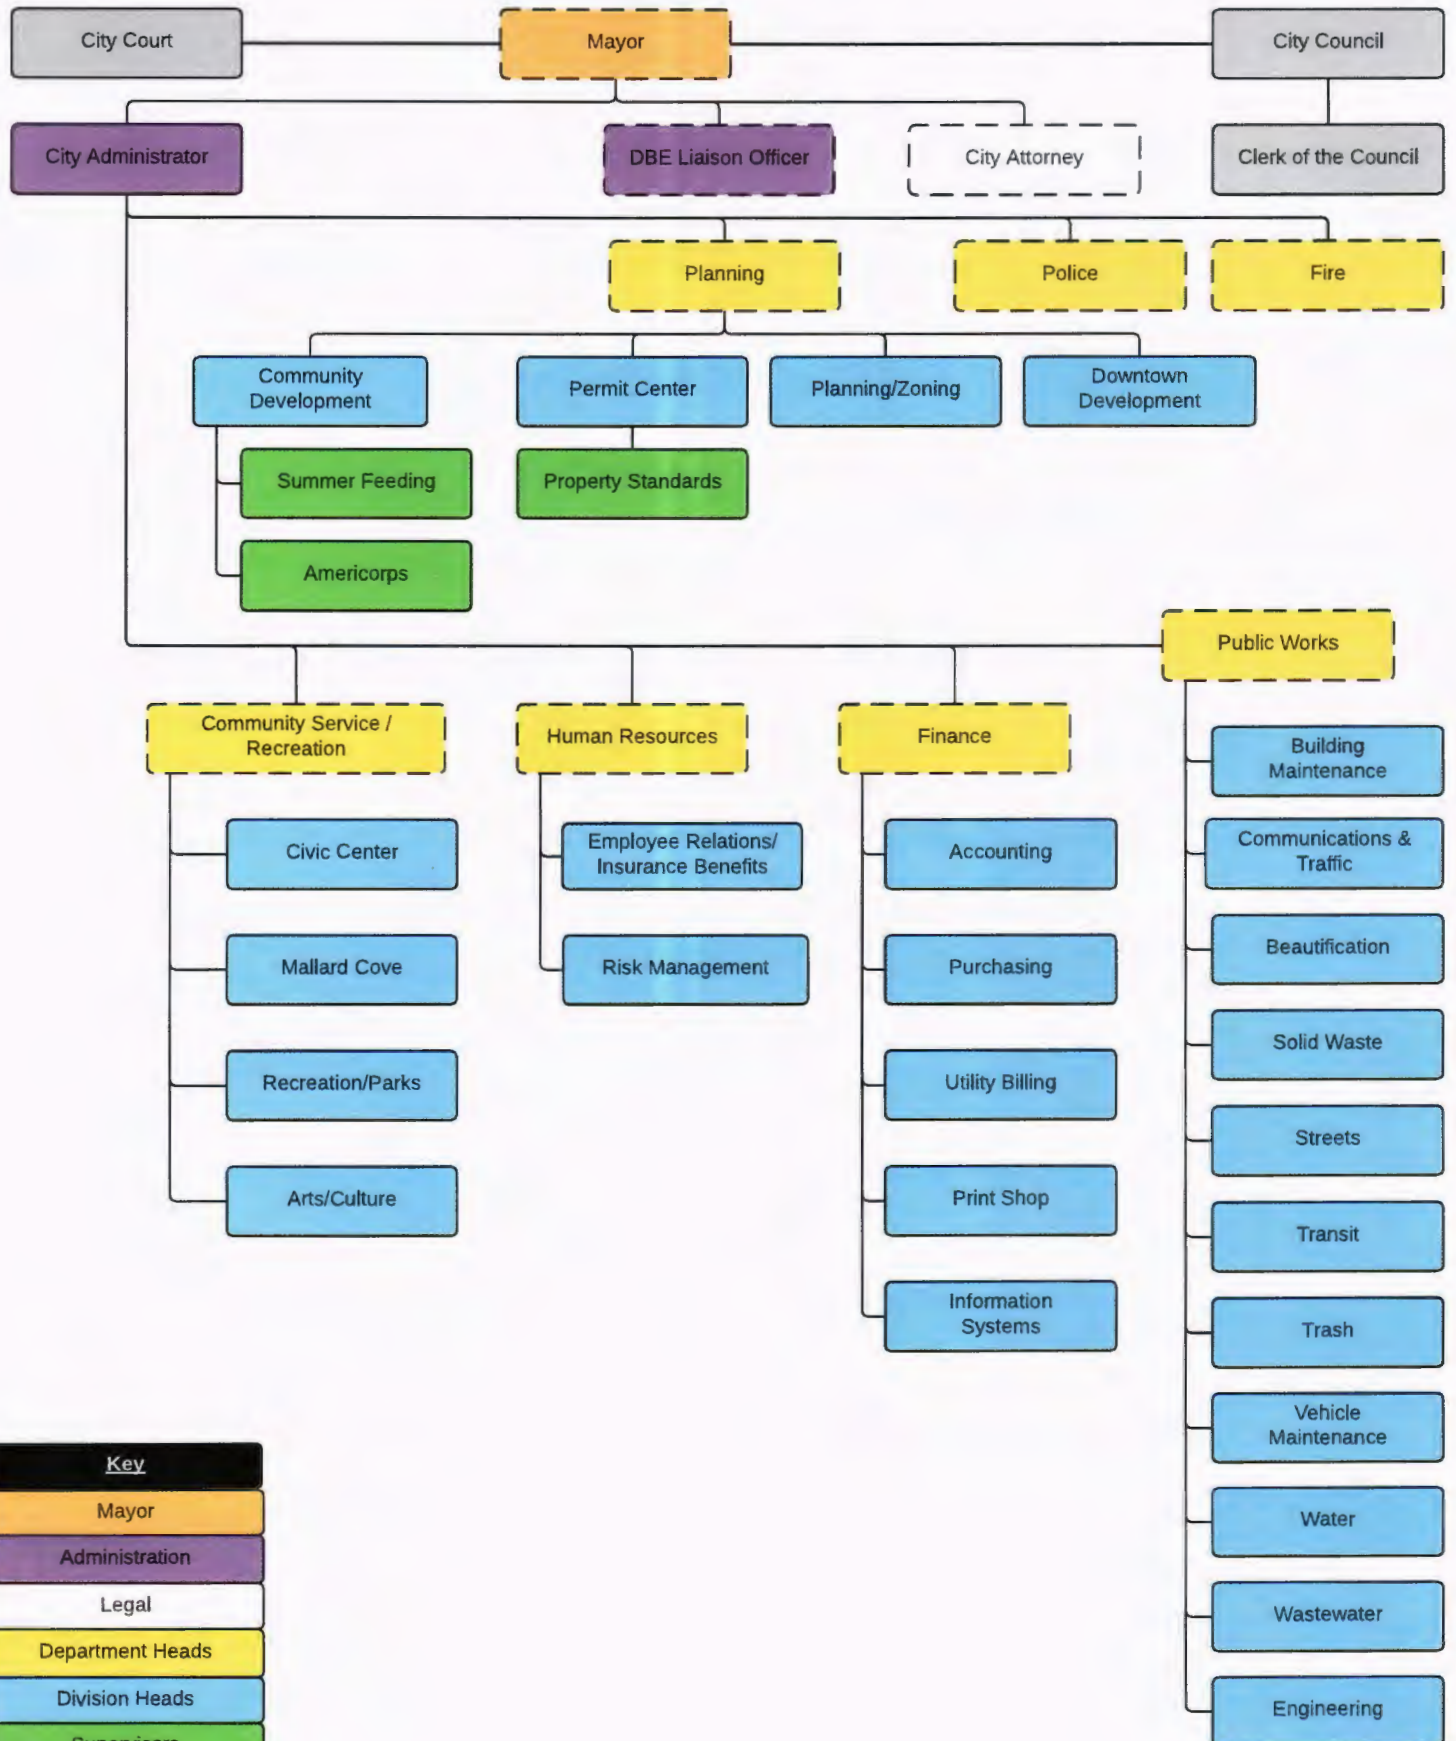 City Court
Mayor
City Council
City Administrator
DBE Liaison Officer
City Attorney
Clerk of the Council
Planning
Police
Fire
Community
Development
Permit Center
Planning/Zoning
Downtown
Development
Summer Feeding
Property Standards
Americorps
Public Works
Community Service /
Recreation
Human Resources
Finance
Civic Center
Mallard Cove
Recreation/Parks
Arts/Culture
Employee Relations/
Insurance Benefits
Risk Management
Accounting
Purchasing
Utility Billing
Print Shop
Information
Systems
Building
Maintenance
Communications &
Traffic
Beautification
Solid Waste
Streets
Transit
Trash
Vehicle
Maintenance
Water
Wastewater
Engineering
Key
Mayor
Administration
Legal
Department Heads
Division Heads